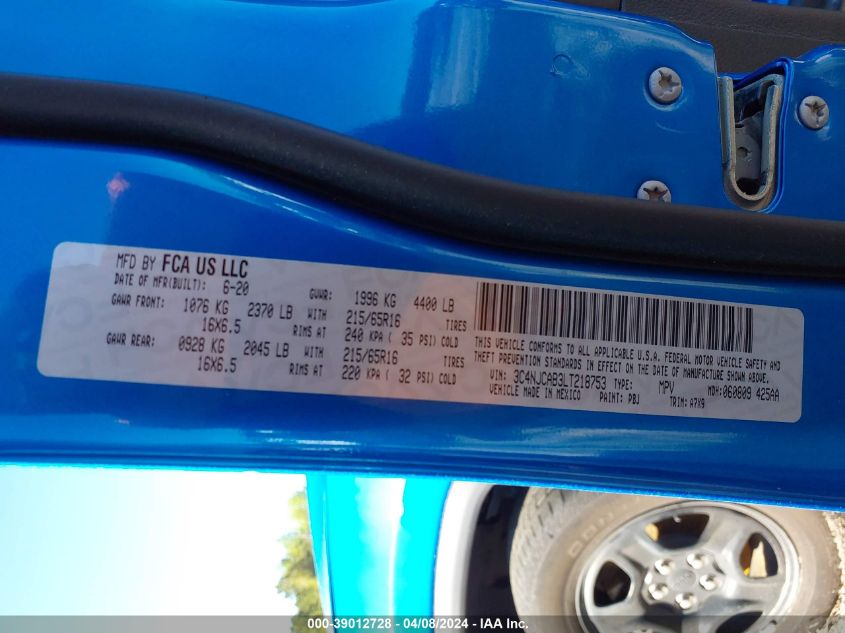 MFD BY FCA US LLC
DATE OF MFR(BUILT): 6-20 GVWR: 1996 KG 4400 LB
GAWR FRONT: 1076 KG 2370 LB WITH 215/65R16 TIRES
16X6.5 RIMS AT 240 KPA ( 35 PSI) COLD
GAWR REAR: 0928 KG 2045 LB WITH 215/65R16 TIRES
16X6.5 RIMS AT 220 KPA ( 32 PSI) COLD
THIS VEHICLE CONFORMS TO ALL APPLICABLE U.S.A. FEDERAL MOTOR VEHICLE SAFETY AND
THEFT PREVENTION STANDARDS IN EFFECT ON THE DATE OF MANUFACTURE SHOWN ABOVE.
VIN: 3C4NJCAB3LT218753 TYPE: MPV MDH:060809 425AA
VEHICLE MADE IN MEXICO PAINT: PBJ TRIM: A7X9
000-39012728 - 04/08/2024 - IAA Inc.